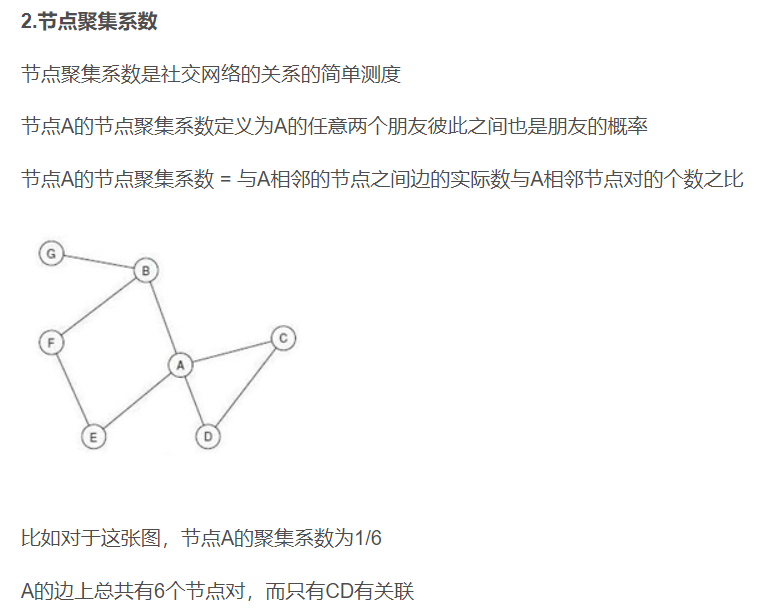 2.节点聚集系数
节点聚集系数是社交网络的关系的简单测度
节点A的节点聚集系数定义为A的任意两个朋友彼此之间也是朋友的概率
节点A的节点聚集系数 = 与A相邻的节点之间边的实际数与A相邻节点对的个数之比
G
B
F
C
A
E
D
比如对于这张图，节点A的聚集系数为1/6
A的边上总共有6个节点对，而只有CD有关联